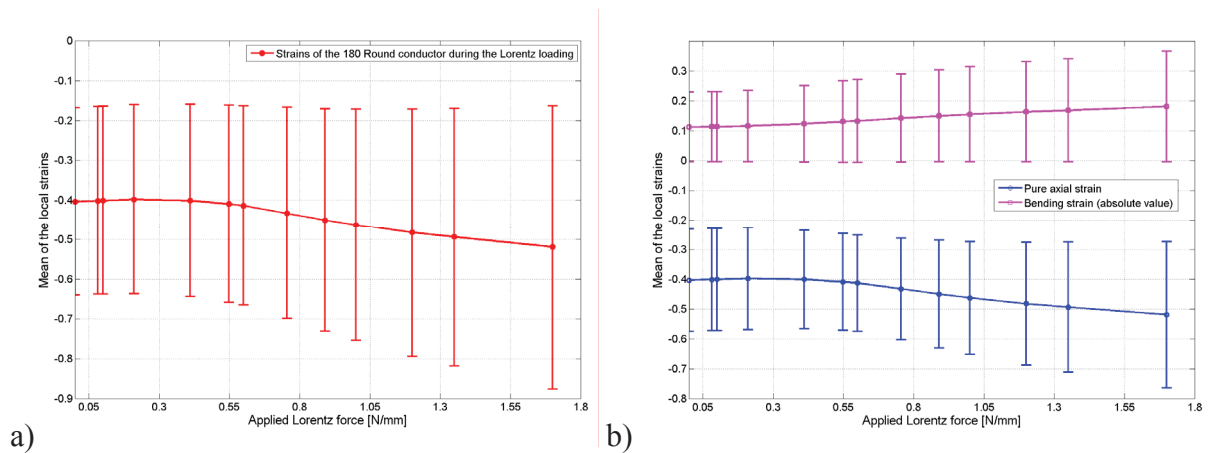 0
-0.1
-0.2
-0.3
-0.4
-0.5
-0.6
-0.7
-0.8
-0.9
Mean of the local strains
Strains of the 180 Round conductor during the Lorentz loading
0.05 0.3 0.55 0.8 1.05 1.3 1.55 1.8
Applied Lorentz force [N/mm]
a)
0.3
0.2
0.1
0
-0.1
-0.2
-0.3
-0.4
-0.5
-0.6
-0.7
-0.8
Mean of the local strains
Pure axial strain
Bending strain (absolute value)
0.05 0.3 0.55 0.8 1.05 1.3 1.55 1.8
Applied Lorentz force [N/mm]
b)